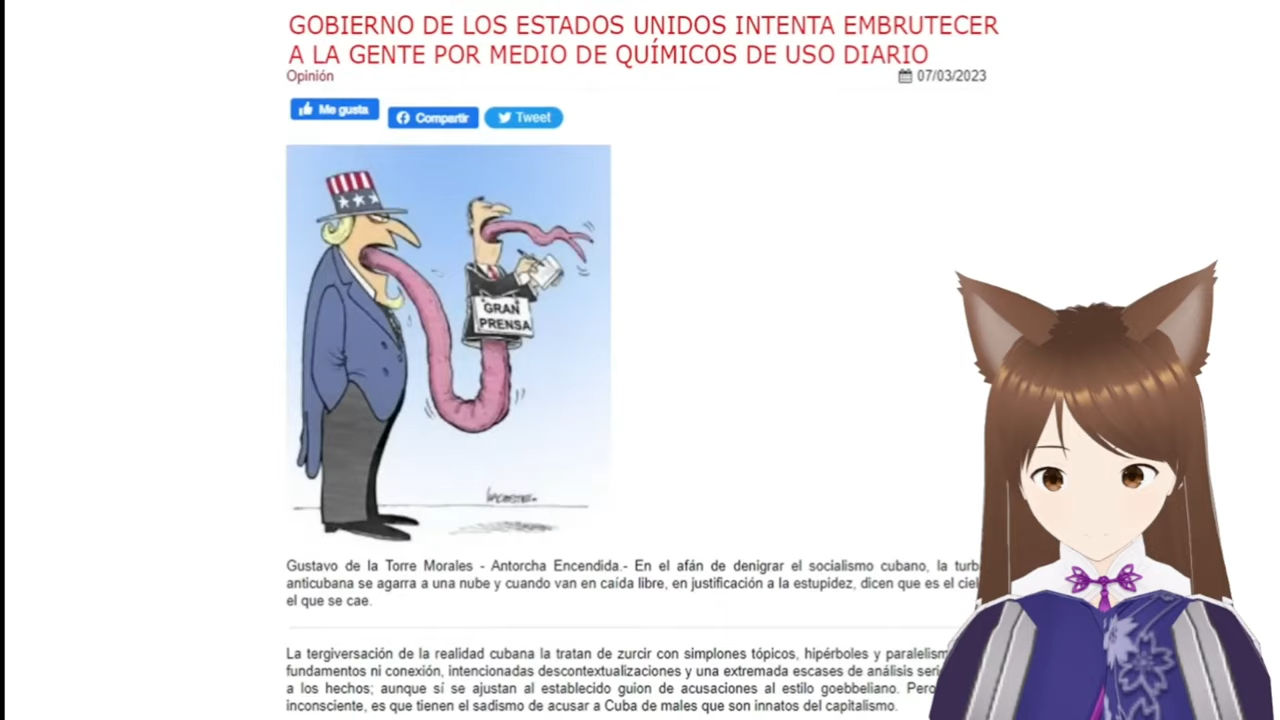 GOBIERNO DE LOS ESTADOS UNIDOS INTENTA EMBRUTECER
A LA GENTE POR MEDIO DE QUÍMICOS DE USO DIARIO
Opinión
07/03/2023
Me gusta
Compartir
Tweet
GRAN
PRENSA
Gustavo de la Torre Morales - Antorcha Encendida.- En el afán de denigrar el socialismo cubano, la
anticubana se agarra a una nube y cuando van en caída libre, en justificación a la estupidez, dicen que es el
el que se cae.
La tergiversación de la realidad cubana la tratan de zurcir con simplones tópicos, hipérboles y
fundamentos ni conexión, intencionadas descontextualizaciones y una extremada escases de análisis
a los hechos; aunque sí se ajustan al establecido guion de acusaciones al estilo goebbeliano.
inconsciente, es que tienen el sadismo de acusar a Cuba de males que son innatos del capitalismo.